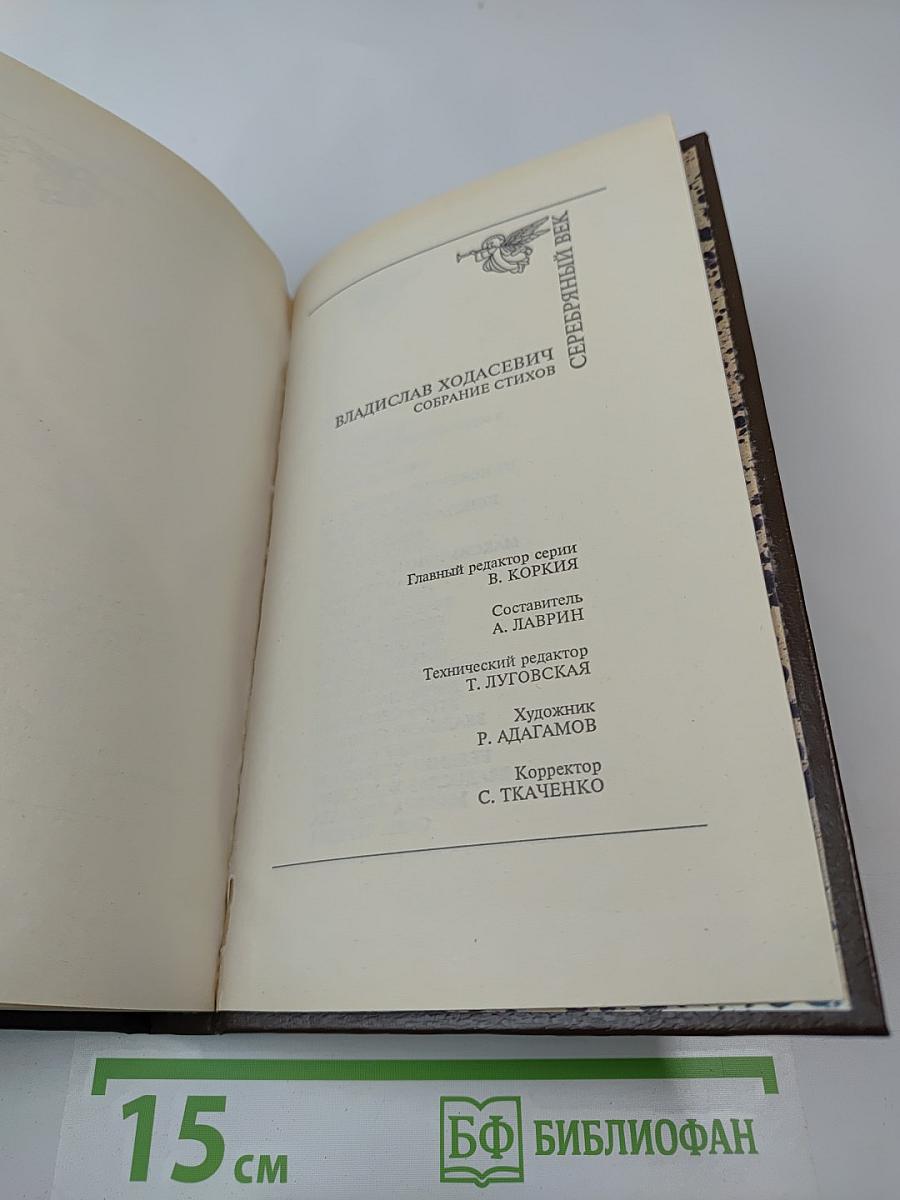 СЕРЕБРЯНЫЙ ВЕК
ВЛАДИСЛАВ ХОДАСЕВИЧ
СОБРАНИЕ СТИХОВ
Главный редактор серии
В. КОРКИЯ
Составитель
А. ЛАВРИН
Технический редактор
Т. ЛУГОВСКАЯ
Художник
Р. АДАГАМОВ
Корректор
С. ТКАЧЕНКО
15 см
БФ БИБЛИОФАН